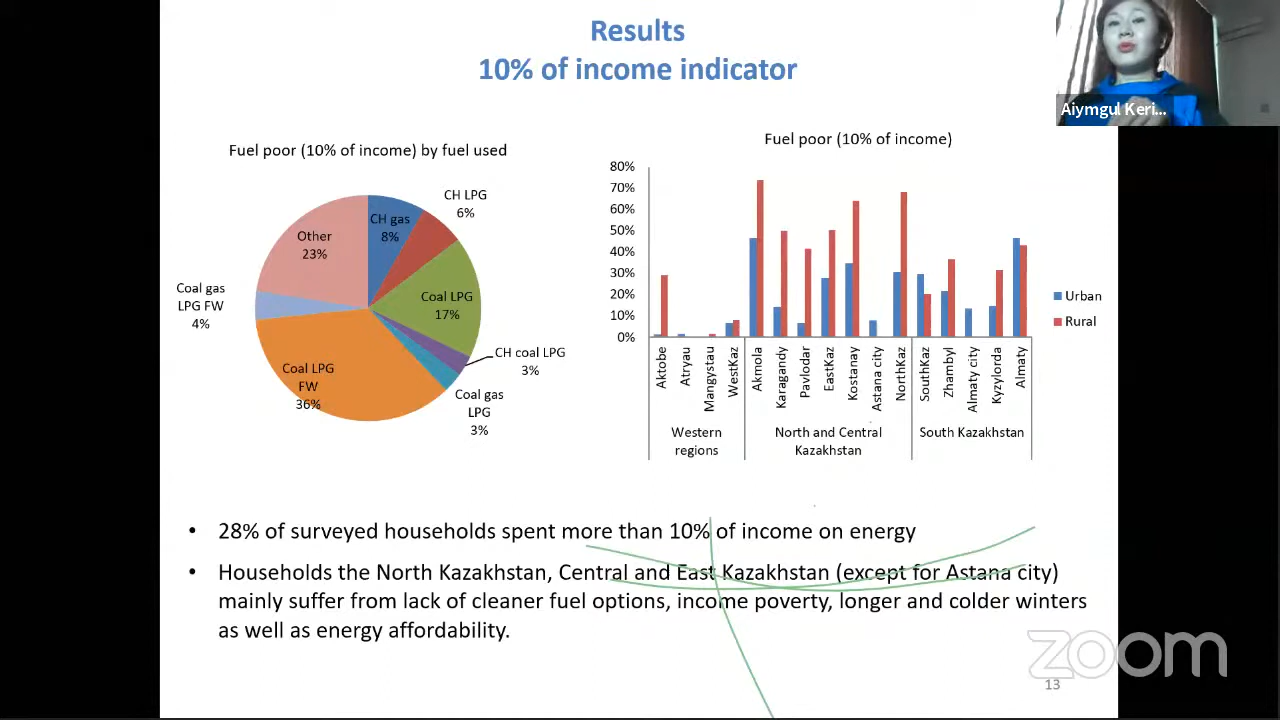 Results
10% of income indicator
Aiymgul Keri...
Fuel poor (10% of income) by fuel used
CH gas
8%
CH LPG
6%
Coal LPG
17%
CH coal LPG
3%
Coal gas
LPG
3%
Coal LPG
FW
36%
Coal gas
LPG FW
4%
Other
23%
Fuel poor (10% of income)
80%
70%
60%
50%
40%
30%
20%
10%
0%
Aktobe
Atryau
Mangystau
WestKaz
Akmola
Karagandy
Pavlodar
EastKaz
Kostanay
Astana city
NorthKaz
SouthKaz
Zhambyl
Almaty city
Kyzylorda
Almaty
Western
regions
North and Central
Kazakhstan
South Kazakhstan
Urban
Rural
• 28% of surveyed households spent more than 10% of income on energy
• Households the North Kazakhstan, Central and East Kazakhstan (except for Astana city)
mainly suffer from lack of cleaner fuel options, income poverty, longer and colder winters
as well as energy affordability.
zoom
13